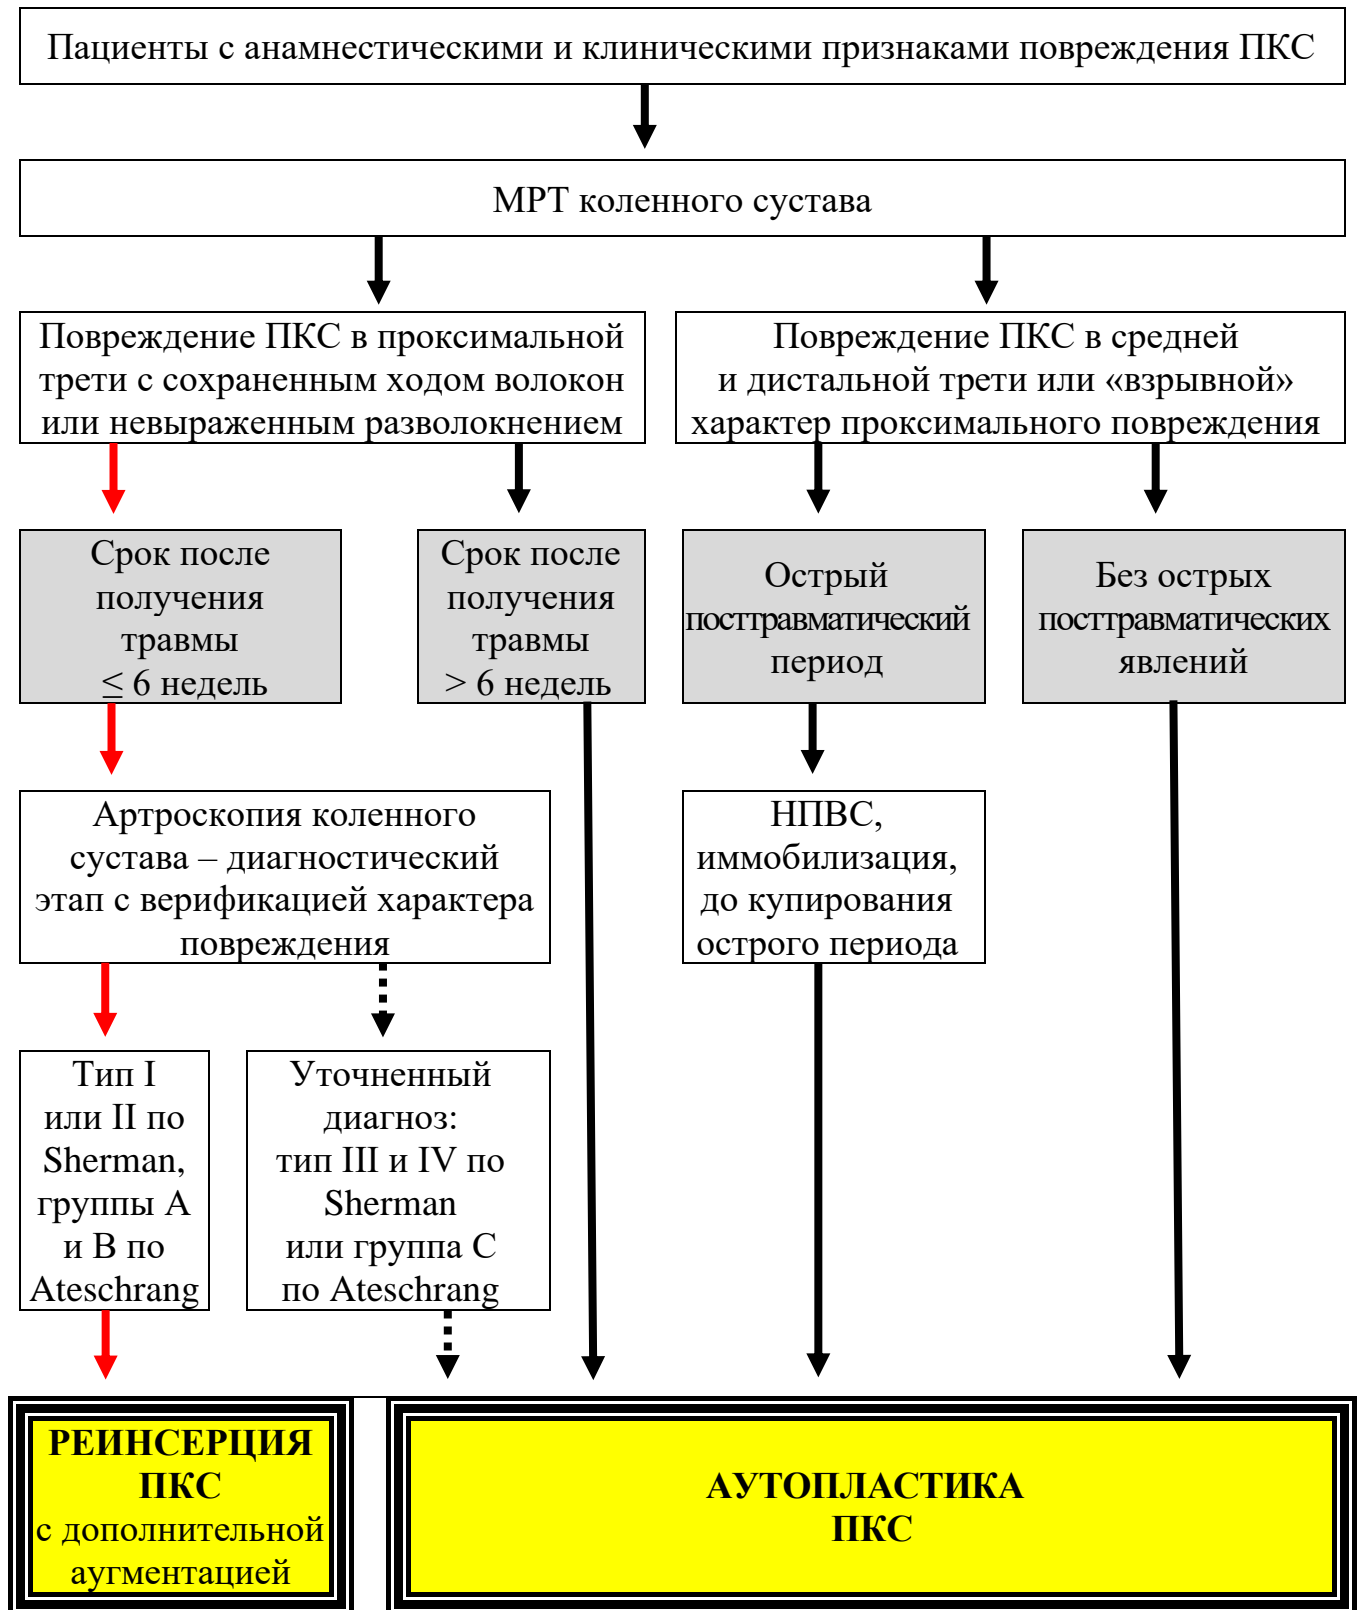 Пациенты с анамнестическими и клиническими признаками повреждения ПКС
МРТ коленного сустава
Повреждение ПКС в проксимальной
трети с сохраненным ходом волокон
или невыраженным разволокнением
Повреждение ПКС в средней
и дистальной трети или «взрывной»
характер проксимального повреждения
Срок после
получения
травмы
≤ 6 недель
Срок после
получения
травмы
> 6 недель
Острый
посттравматический
период
Без острых
посттравматических
явлений
Артроскопия коленного
сустава – диагностический
этап с верификацией характера
повреждения
НПВС,
иммобилизация,
до купирования
острого периода
Тип I
или II по
Sherman,
группы А
и В по
Ateschrang
Уточненный
диагноз:
тип III и IV по
Sherman
или группа С
по Ateschrang
РЕИНСЕРЦИЯ
ПКС
с дополнительной
аугментацией
АУТОПЛАСТИКА
ПКС